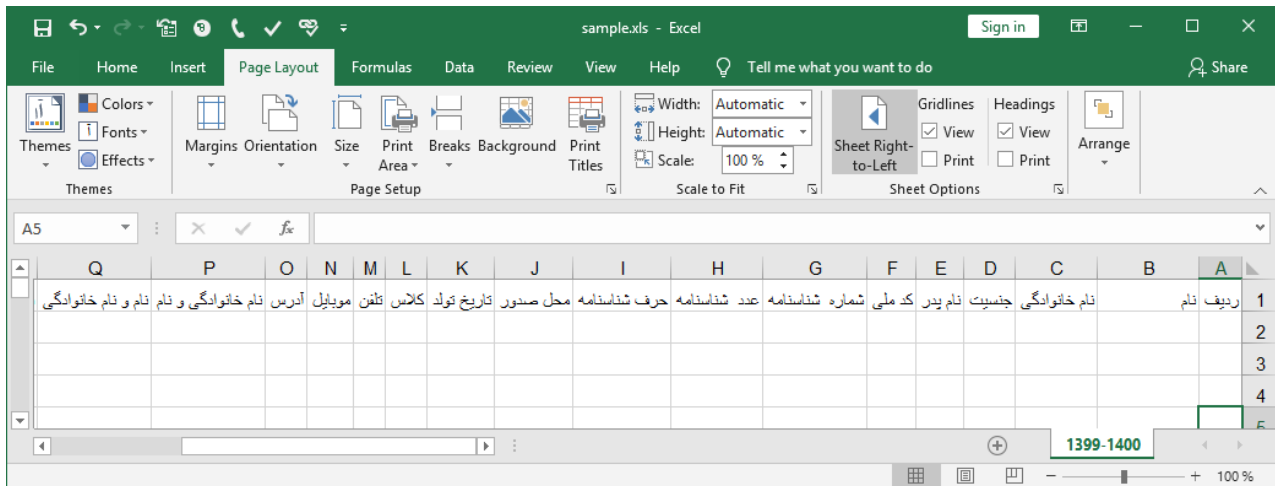 sample.xls - Excel
Sign in
File Home Insert Page Layout Formulas Data Review View Help Tell me what you want to do Share
Themes Colors Fonts Effects
Margins Orientation Size Print Area Breaks Background Print Titles
Width: Automatic
Height: Automatic
Scale: 100 %
Sheet Right-to-Left
Gridlines View Print
Headings View Print
Arrange
Themes Page Setup Scale to Fit Sheet Options
A5 fx
Q P O N M L K J I H G F E D C B A
ردیف نام نام خانوادگی جنسیت نام پدر کد ملی شماره شناسنامه عدد شناسنامه حرف شناسنامه محل صدور تاریخ تولد کلاس تلفن موبایل آدرس نام خانوادگی و نام نام و نام خانوادگی
1
2
3
4
5
1399-1400
100 %